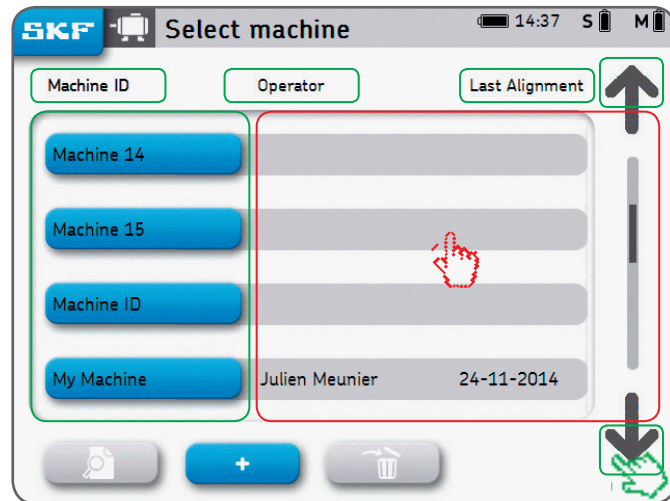 SKF Select machine 14:37 S M
Machine ID Operator Last Alignment
Machine 14
Machine 15
Machine ID
My Machine Julien Meunier 24-11-2014
+